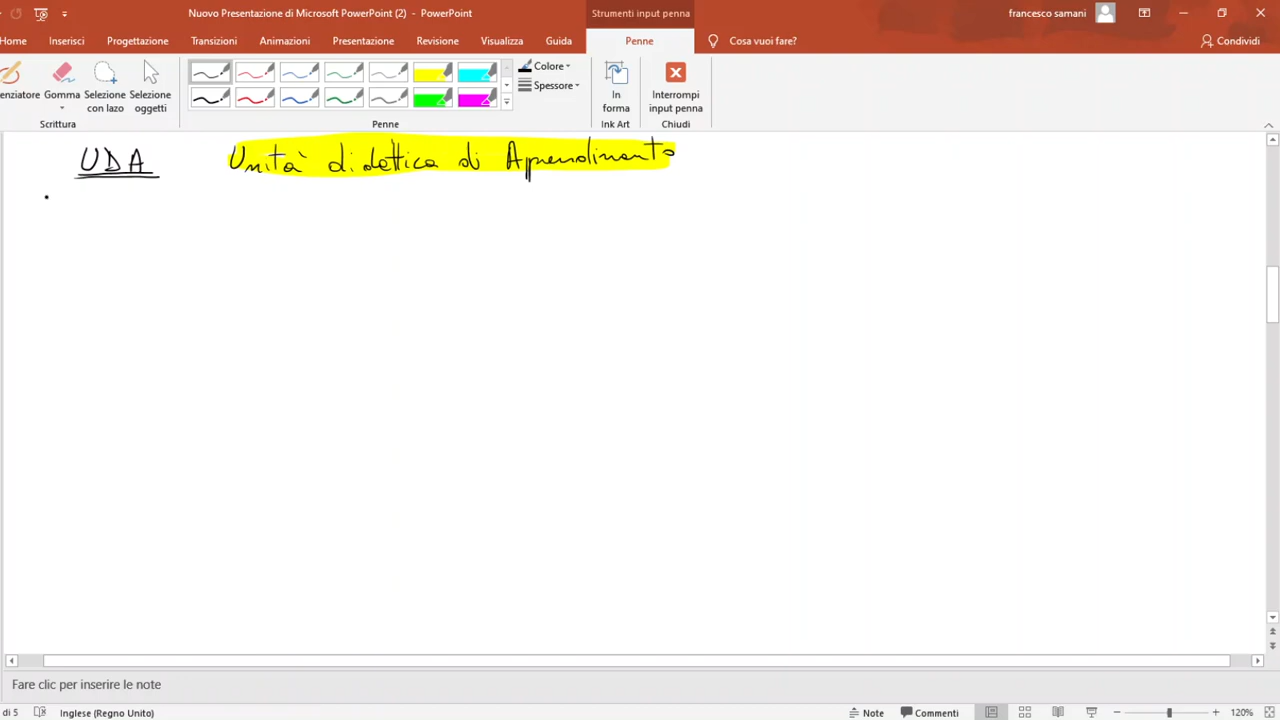 Nuovo Presentazione di Microsoft PowerPoint (2) - PowerPoint
Strumenti input penna
francesco samani
Home Inserisci Progettazione Transizioni Animazioni Presentazione Revisione Visualizza Guida Penne Cosa vuoi fare? Condividi
enziatore Gomma Selezione con lazo Selezione oggetti
Colore
Spessore
In forma
Interrompi input penna
Scrittura Penne Ink Art Chiudi
UDA Unità didattica di Apprendimento
Fare clic per inserire le note
di 5 Inglese (Regno Unito) Note Commenti 120%